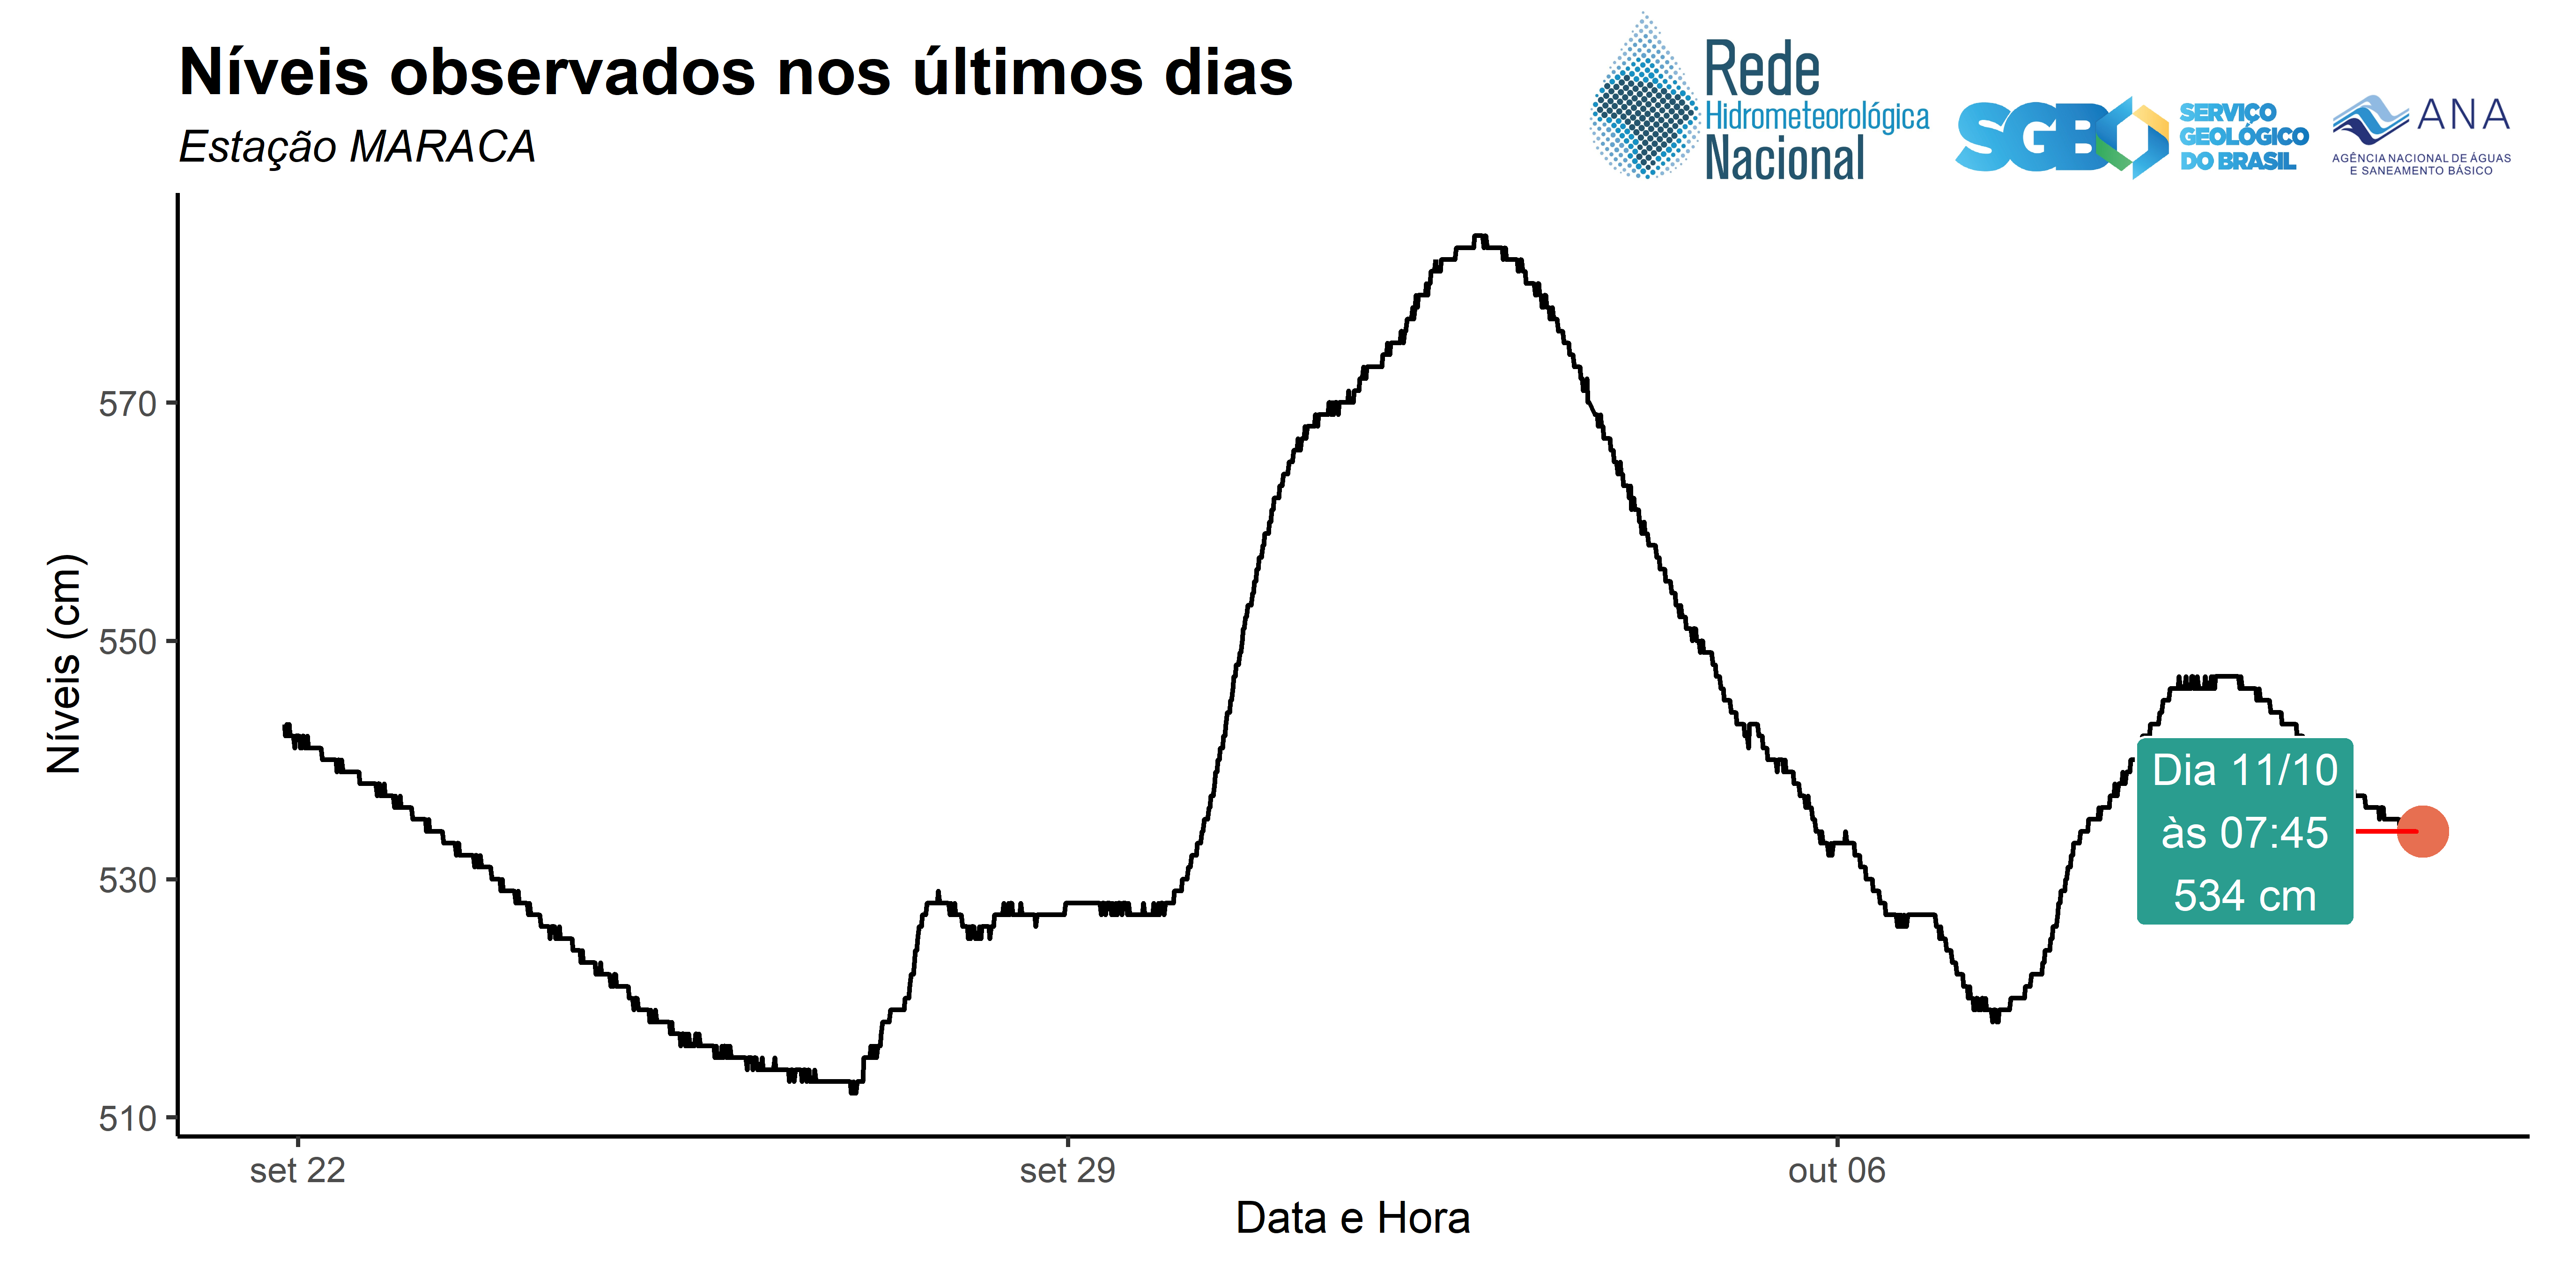 Níveis observados nos últimos dias
Estação MARACA
Rede
Hidrometeorológica
Nacional
SGB
SERVIÇO
GEOLÓGICO
DO BRASIL
ANA
AGÊNCIA NACIONAL DE ÁGUAS
E SANEAMENTO BÁSICO
Níveis (cm)
570
550
530
510
Dia 11/10
às 07:45
534 cm
set 22
set 29
out 06
Data e Hora